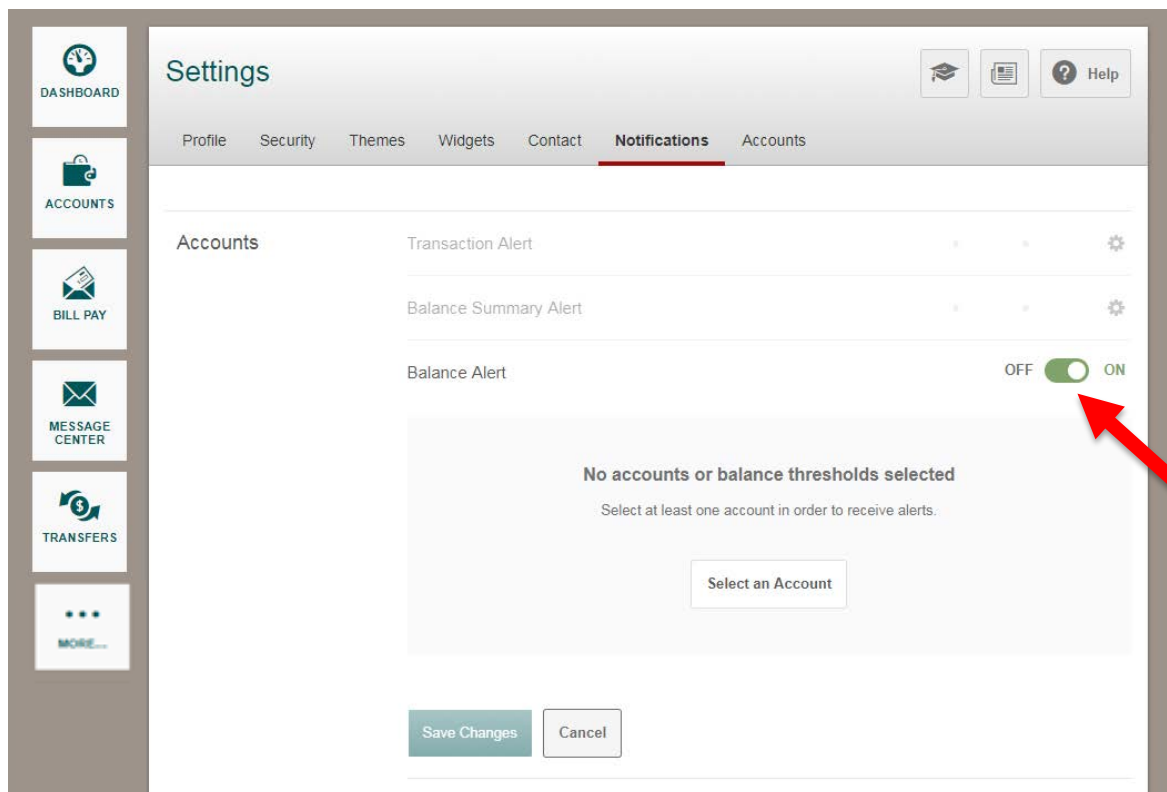 DASHBOARD
ACCOUNTS
BILL PAY
MESSAGE
CENTER
TRANSFERS
MORE...
Settings
Help
Profile Security Themes Widgets Contact Notifications Accounts
Accounts
Transaction Alert
Balance Summary Alert
Balance Alert OFF ON
No accounts or balance thresholds selected
Select at least one account in order to receive alerts.
Select an Account
Save Changes Cancel